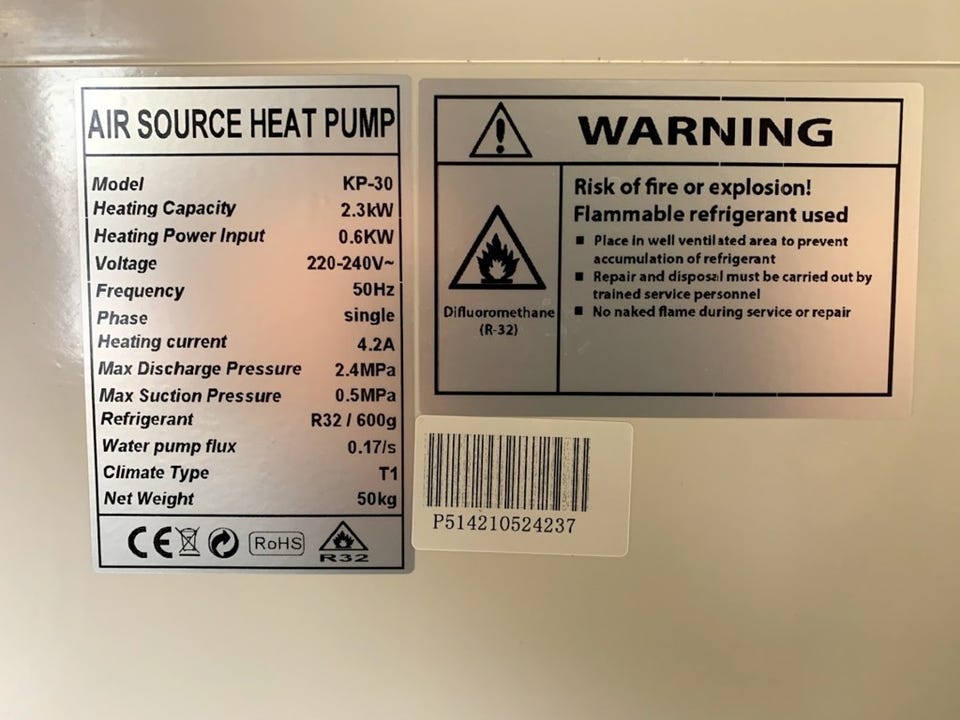 AIR SOURCE HEAT PUMP
Model KP-30
Heating Capacity 2.3kW
Heating Power Input 0.6KW
Voltage 220-240V~
Frequency 50Hz
Phase single
Heating current 4.2A
Max Discharge Pressure 2.4MPa
Max Suction Pressure 0.5MPa
Refrigerant R32 / 600g
Water pump flux 0.17/s
Climate Type T1
Net Weight 50kg
CE RoHS R32
WARNING
Difluoromethane
(R-32)
Risk of fire or explosion!
Flammable refrigerant used
■ Place in well ventilated area to prevent
accumulation of refrigerant
■ Repair and disposal must be carried out by
trained service personnel
■ No naked flame during service or repair
P514210524237